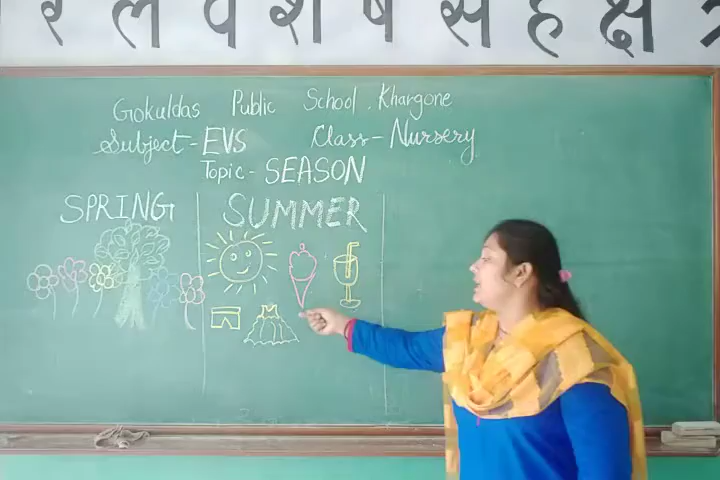 र ल व श ष स ह क्ष
Gokuldas Public School . Khargone
Subject - EVS Class - Nursery
Topic - SEASON
SPRING SUMMER